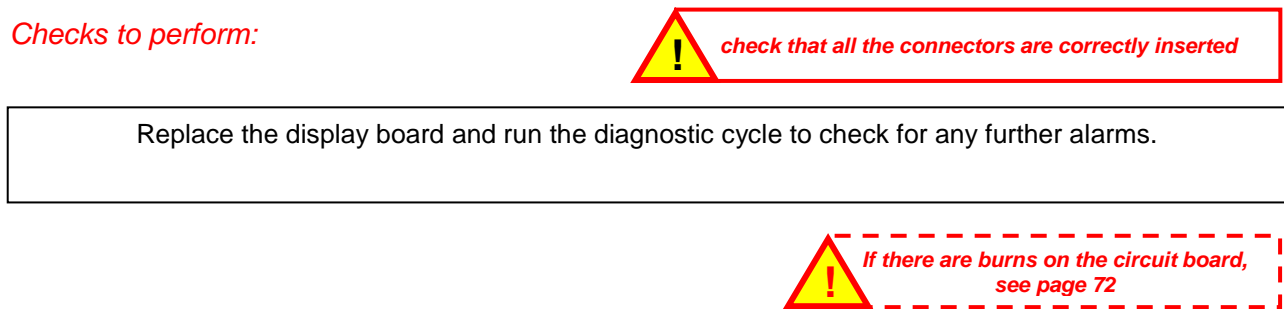 Checks to perform:
! check that all the connectors are correctly inserted
Replace the display board and run the diagnostic cycle to check for any further alarms.
! If there are burns on the circuit board,
see page 72